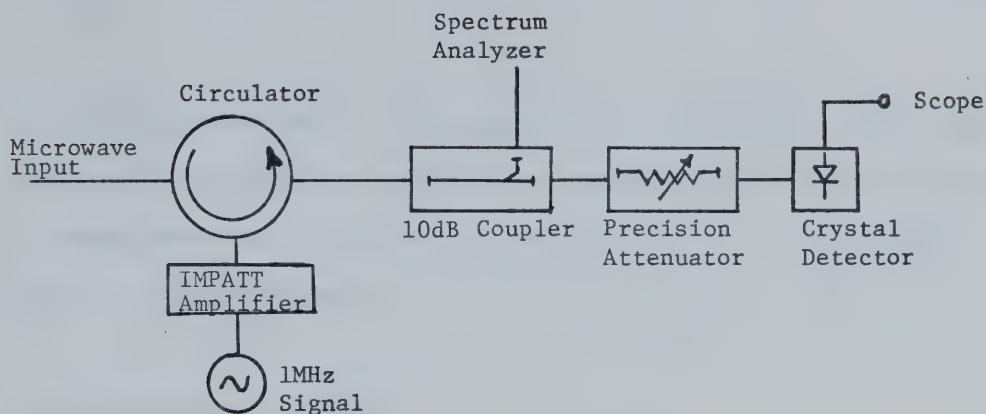 Spectrum
Analyzer
Circulator
Scope
Microwave
Input
10dB Coupler
Precision
Attenuator
Crystal
Detector
IMPATT
Amplifier
1MHz
Signal